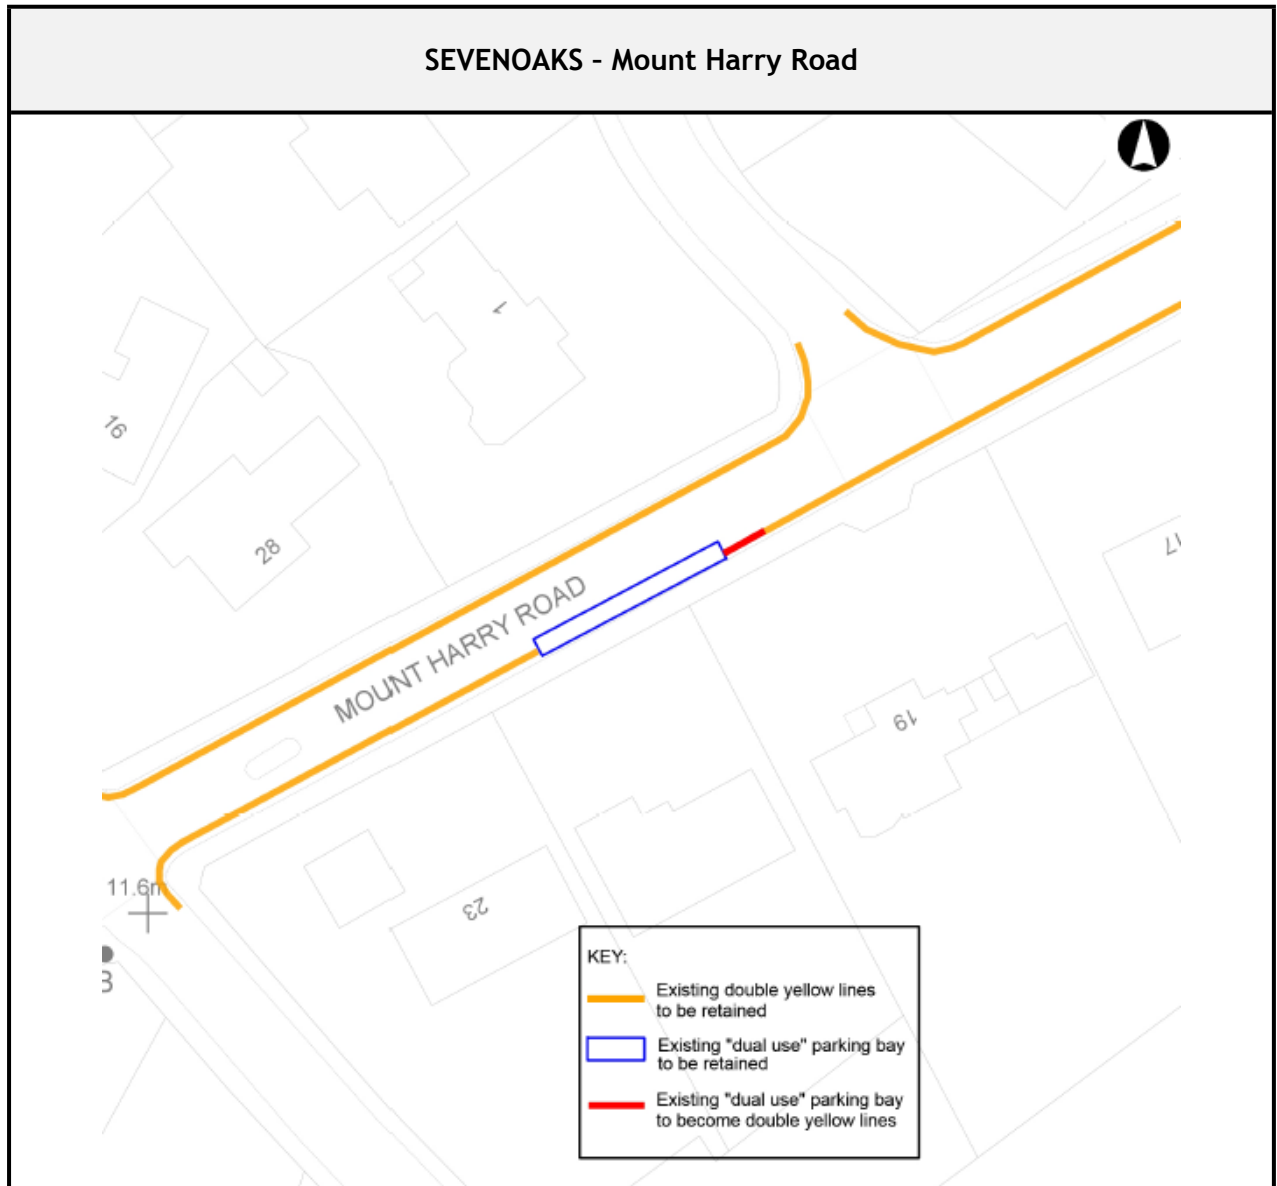 SEVENOAKS – Mount Harry Road
1
16
28
MOUNT HARRY ROAD
17
19
23
11.6m
KEY:
Existing double yellow lines
to be retained
Existing "dual use" parking bay
to be retained
Existing "dual use" parking bay
to become double yellow lines